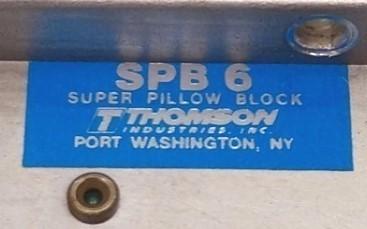 SPB 6
SUPER PILLOW BLOCK
THOMSON
INDUSTRIES, INC.
PORT WASHINGTON, NY